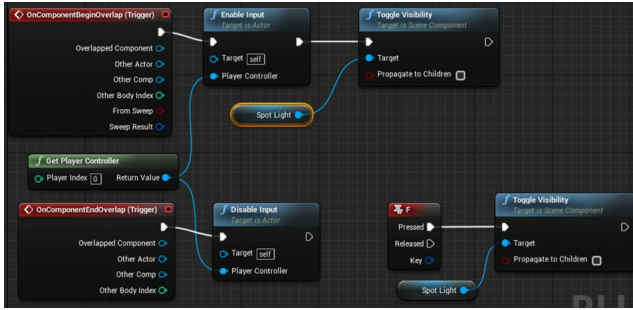 OnComponentBeginOverlap (Trigger)
Overlapped Component
Other Actor
Other Comp
Other Body Index
From Sweep
Sweep Result
Enable Input
Target is Actor
Target self
Player Controller
Toggle Visibility
Target is Scene Component
Target
Propagate to Children
Spot Light
Get Player Controller
Player Index 0 Return Value
OnComponentEndOverlap (Trigger)
Overlapped Component
Other Actor
Other Comp
Other Body Index
Disable Input
Target is Actor
Target self
Player Controller
F
Pressed
Released
Key
Spot Light
Toggle Visibility
Target is Scene Component
Target
Propagate to Children